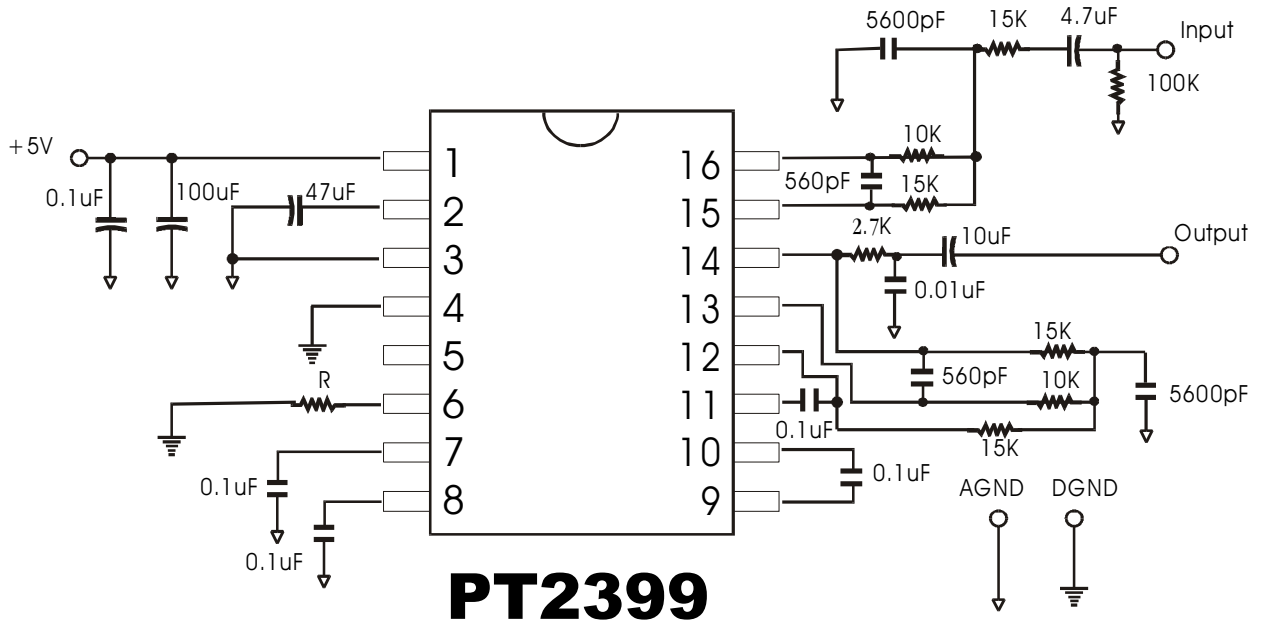 5600pF
15K
4.7uF
Input
100K
+5V
0.1uF
100uF
47uF
1
2
3
4
5
6
7
8
16
15
14
13
12
11
10
9
10K
560pF
15K
2.7K
10uF
Output
0.01uF
15K
560pF
10K
5600pF
15K
0.1uF
0.1uF
R
0.1uF
0.1uF
AGND
DGND
PT2399